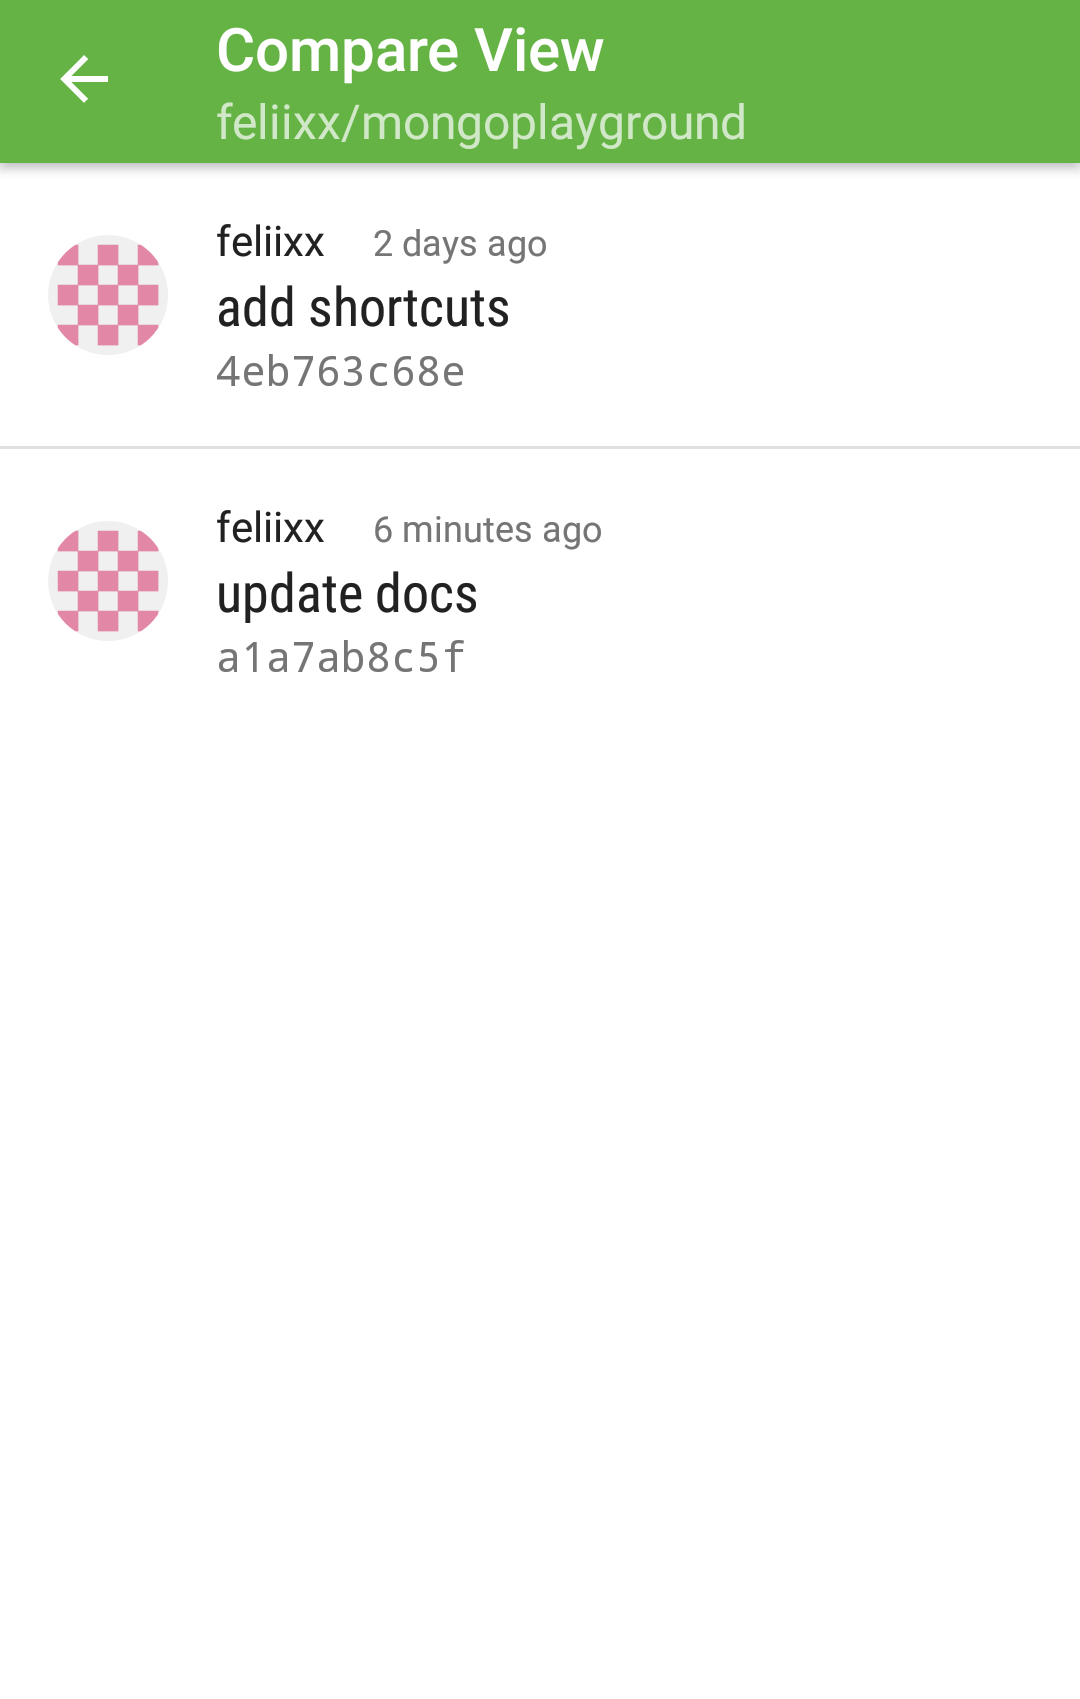 Compare View
feliixx/mongoplayground
feliixx 2 days ago
add shortcuts
4eb763c68e
feliixx 6 minutes ago
update docs
a1a7ab8c5f